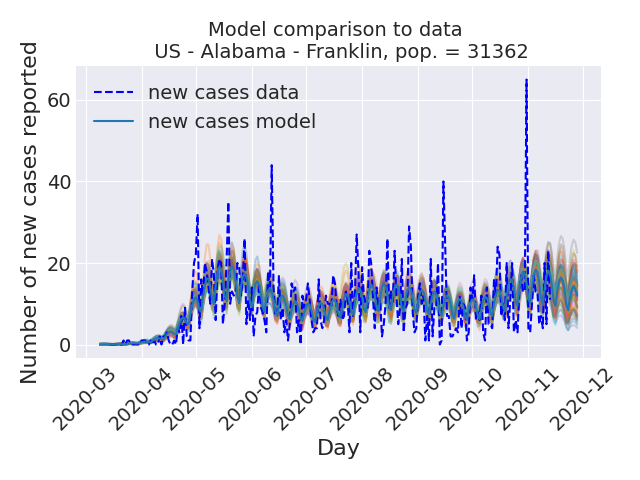 Model comparison to data
US - Alabama - Franklin, pop. = 31362
Number of new cases reported
60
40
20
0
new cases data
new cases model
2020-03
2020-04
2020-05
2020-06
2020-07
2020-08
2020-09
2020-10
2020-11
2020-12
Day